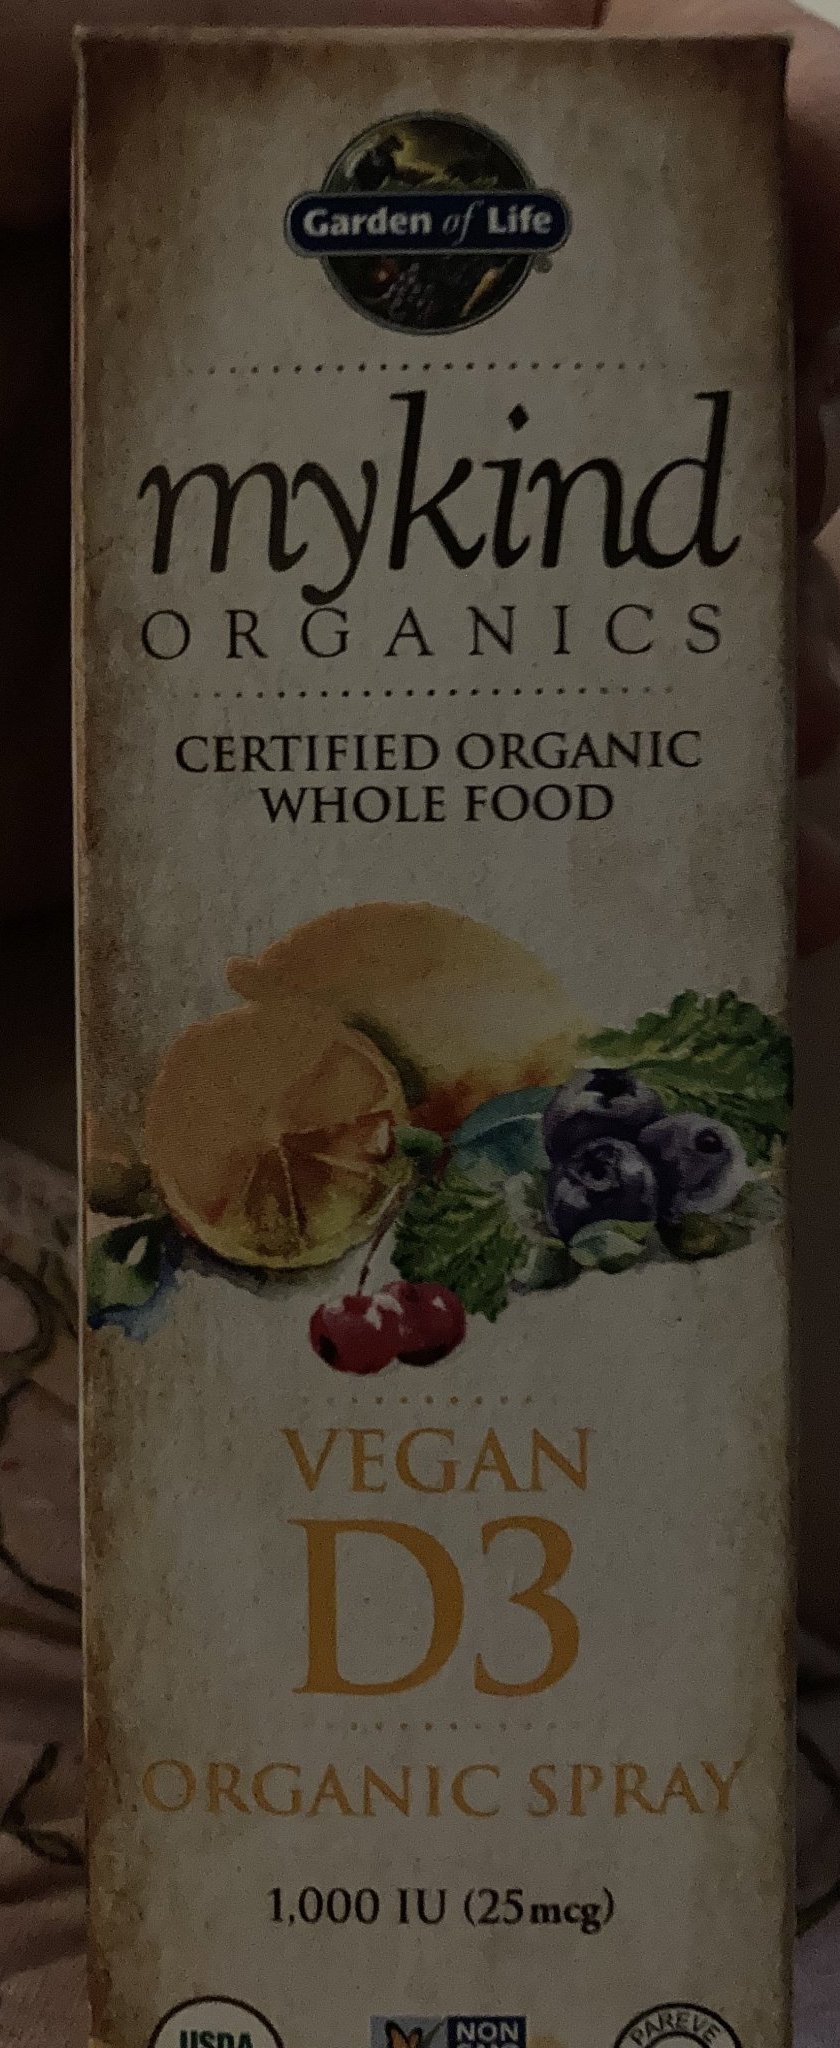 Garden of Life
mykind
ORGANICS
CERTIFIED ORGANIC
WHOLE FOOD
VEGAN
D3
ORGANIC SPRAY
1,000 IU (25mcg)
USDA
NON
PAREVE